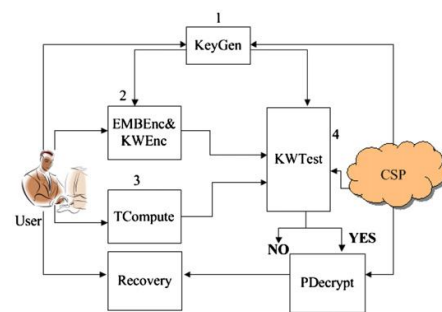 1
KeyGen
2
EMBEnc&
KWEnc
4
KWTest
3
TCompute
CSP
User
NO
YES
Recovery
PDecrypt